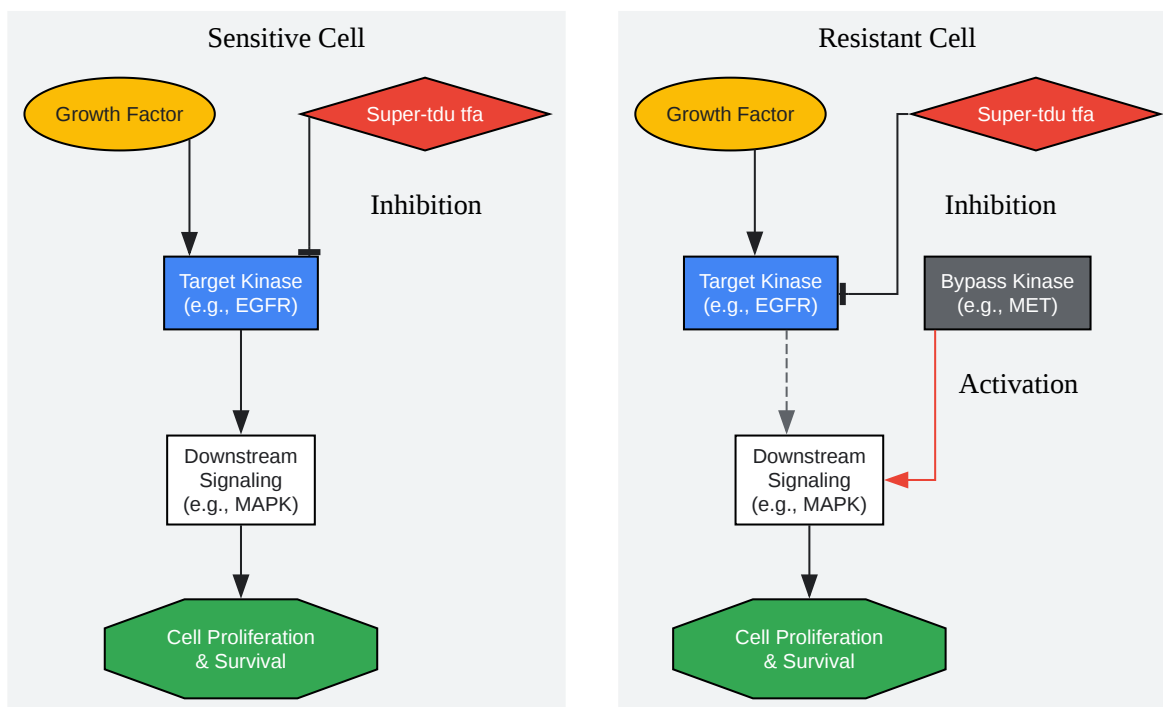 Sensitive Cell
Growth Factor
Super-tdu tfa
Inhibition
Target Kinase
(e.g., EGFR)
Downstream
Signaling
(e.g., MAPK)
Cell Proliferation
& Survival
Resistant Cell
Growth Factor
Super-tdu tfa
Inhibition
Target Kinase
(e.g., EGFR)
Bypass Kinase
(e.g., MET)
Activation
Downstream
Signaling
(e.g., MAPK)
Cell Proliferation
& Survival